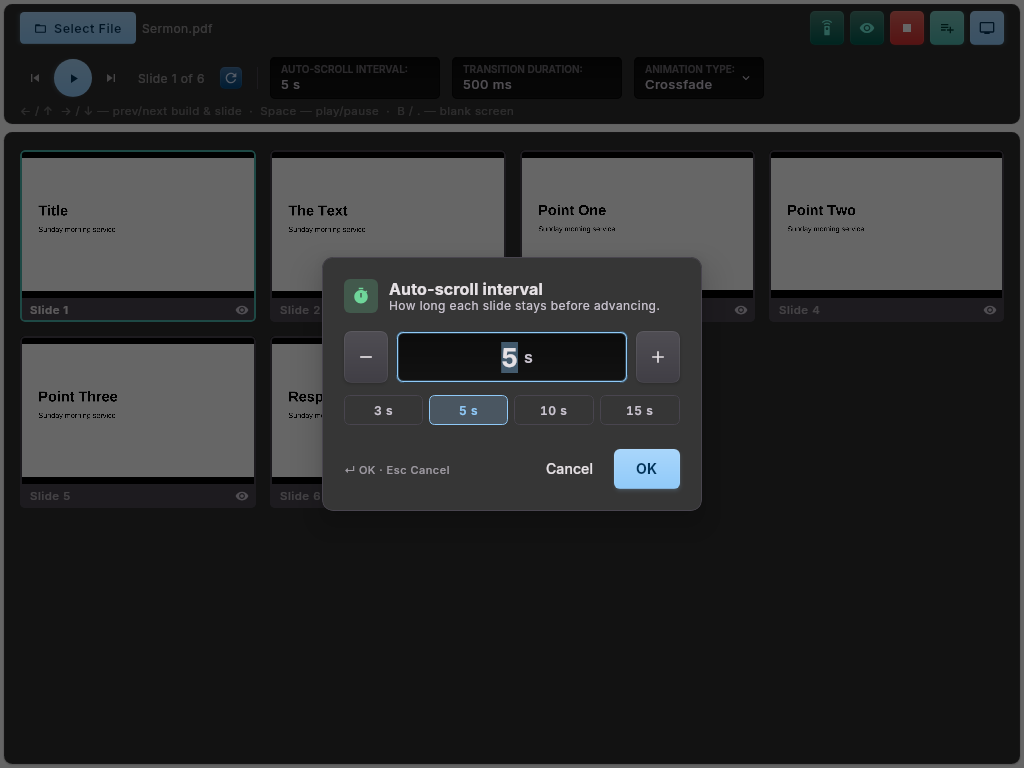 Select File
Sermon.pdf
Slide 1 of 6
AUTO-SCROLL INTERVAL:
5 s
TRANSITION DURATION:
500 ms
ANIMATION TYPE:
Crossfade
← / ↑ → / ↓ — prev/next build & slide · Space — play/pause · B / . — blank screen
Title
Sunday morning service
Slide 1
The Text
Sunday morning service
Slide 2
Point One
Sunday morning service
Point Two
Sunday morning service
Slide 4
Point Three
Sunday morning service
Slide 5
Resp
Sunday m
Slide 6
Auto-scroll interval
How long each slide stays before advancing.
− 5 s +
3 s
5 s
10 s
15 s
↵ OK · Esc Cancel
Cancel
OK